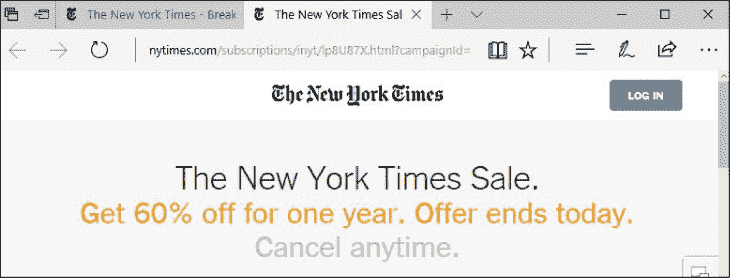 The New York Times - Break
The New York Times Sal
nytimes.com/subscriptions/inyt/lp8U87X.html?campaignId=
The New York Times
LOG IN
The New York Times Sale.
Get 60% off for one year. Offer ends today.
Cancel anytime.